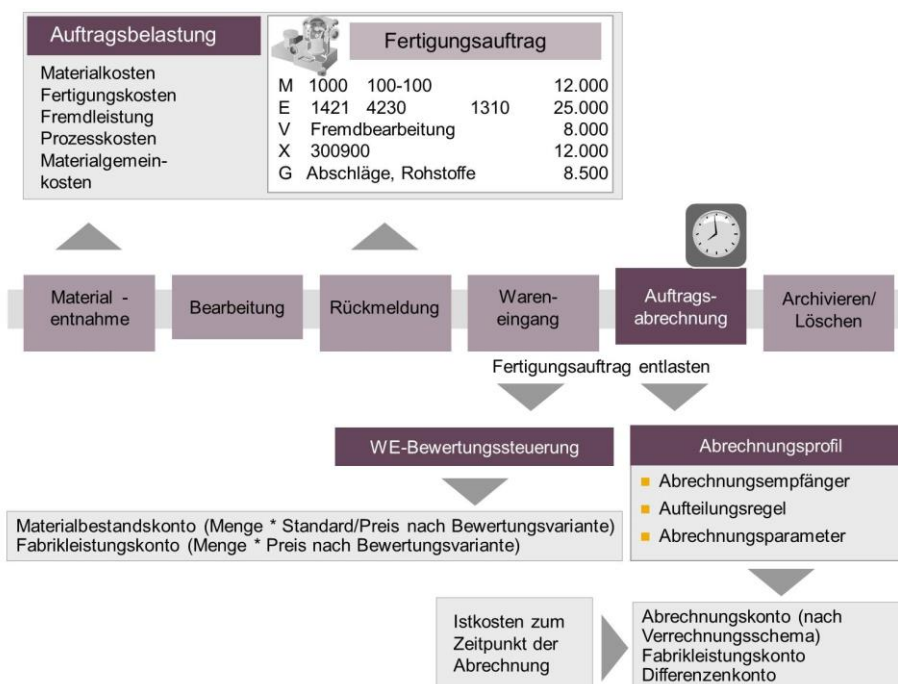 Auftragsbelastung
Materialkosten
Fertigungskosten
Fremdleistung
Prozesskosten
Materialgemein-
kosten
Fertigungsauftrag
M 1000 100-100 12.000
E 1421 4230 1310 25.000
V Fremdbearbeitung 8.000
X 300900 12.000
G Abschläge, Rohstoffe 8.500
Material -
entnahme
Bearbeitung
Rückmeldung
Waren-
eingang
Auftrags-
abrechnung
Archivieren/
Löschen
Fertigungsauftrag entlasten
WE-Bewertungssteuerung
Materialbestandskonto (Menge * Standard/Preis nach Bewertungsvariante)
Fabrikleistungskonto (Menge * Preis nach Bewertungsvariante)
Abrechnungsprofil
Abrechnungsempfänger
Aufteilungsregel
Abrechnungsparameter
Istkosten zum
Zeitpunkt der
Abrechnung
Abrechnungskonto (nach
Verrechnungsschema)
Fabrikleistungskonto
Differenzenkonto